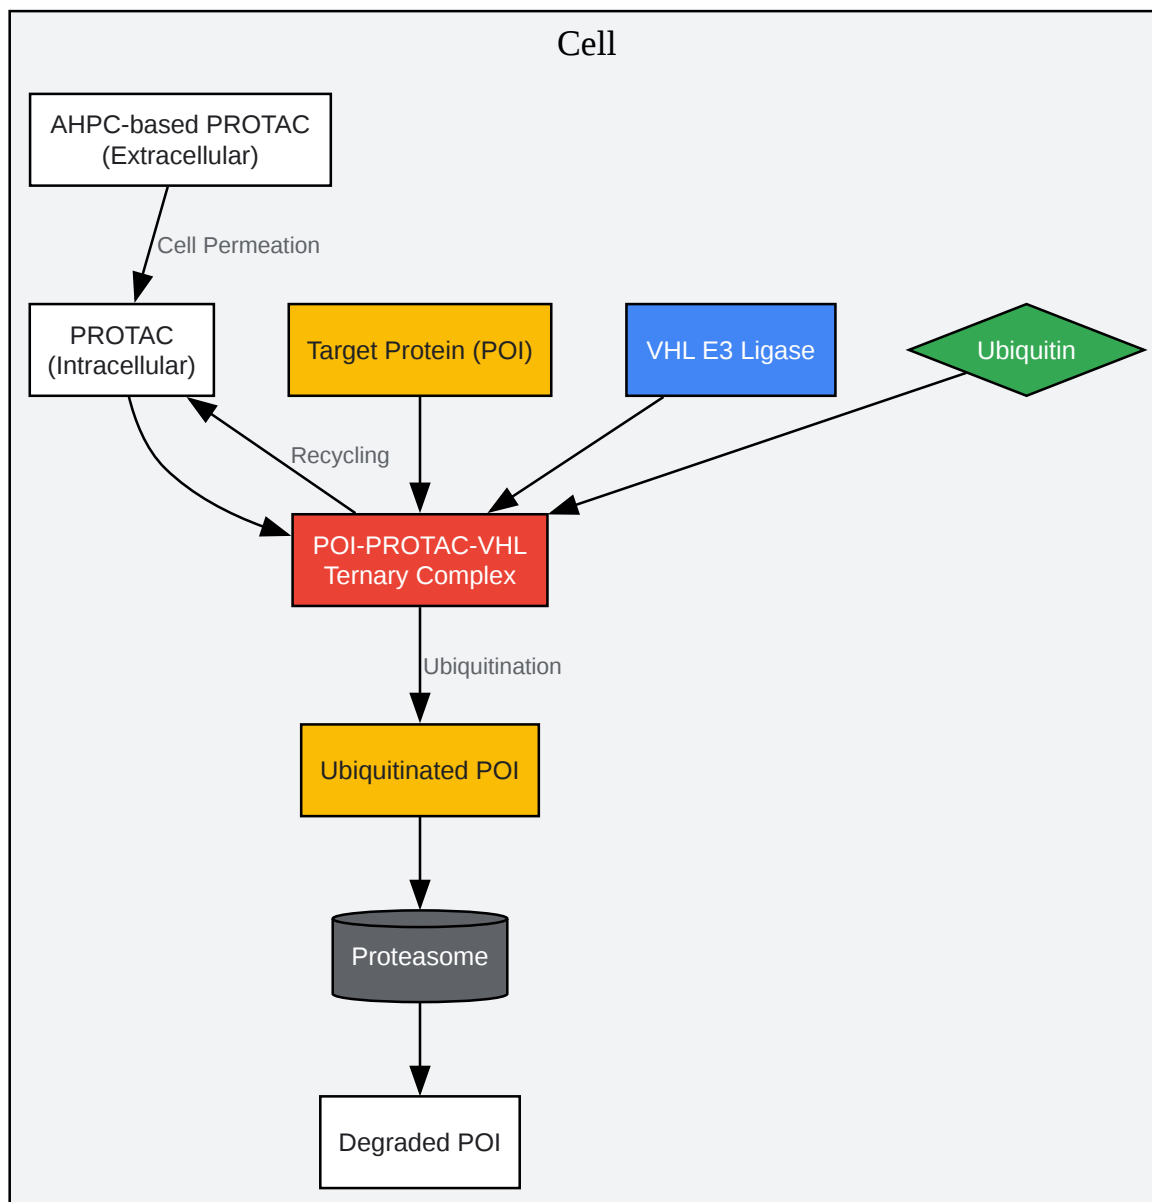 Cell
AHPC-based PROTAC
(Extracellular)
Cell Permeation
PROTAC
(Intracellular)
Target Protein (POI)
VHL E3 Ligase
Ubiquitin
Recycling
POI-PROTAC-VHL
Ternary Complex
Ubiquitination
Ubiquitinated POI
Proteasome
Degraded POI